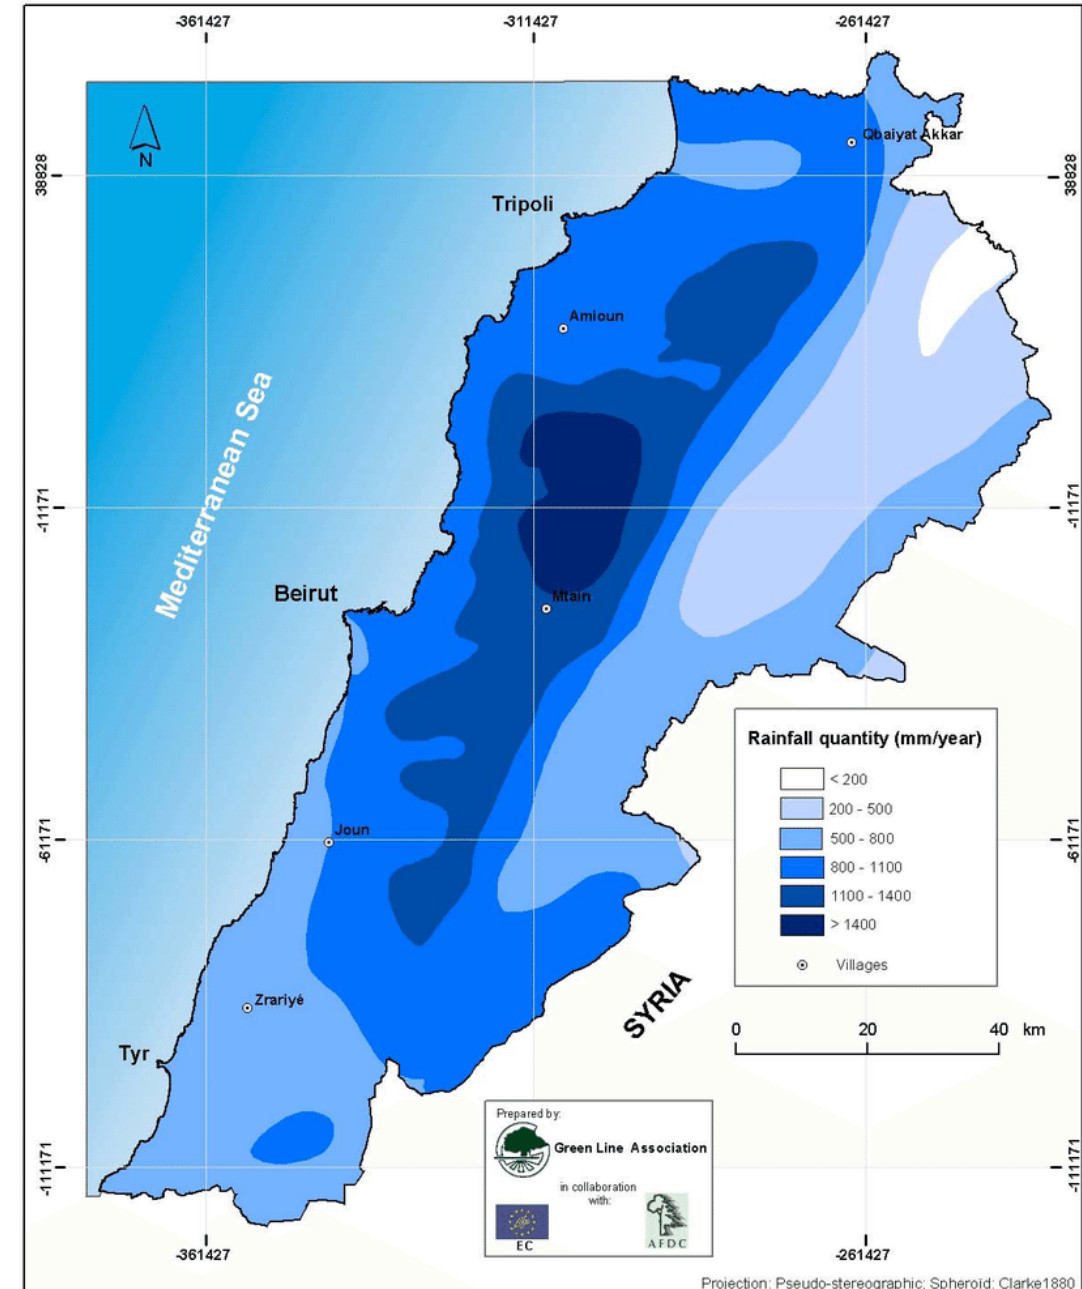 -361427
-311427
-261427
N
38828
38828
Qbaiyat Akkar
Tripoli
Amioun
Mediterranean Sea
-11171
-11171
Beirut
Mtain
Rainfall quantity (mm/year)
< 200
200 - 500
500 - 800
800 - 1100
1100 - 1400
> 1400
Villages
Joun
-61171
-61171
Zrariyé
SYRIA
0 20 40 km
Tyr
Prepared by:
Green Line Association
in collaboration
with:
EC
AFDC
-111171
-111171
-361427
-261427
Projection: Pseudo-stereographic; Spheroid: Clarke1880